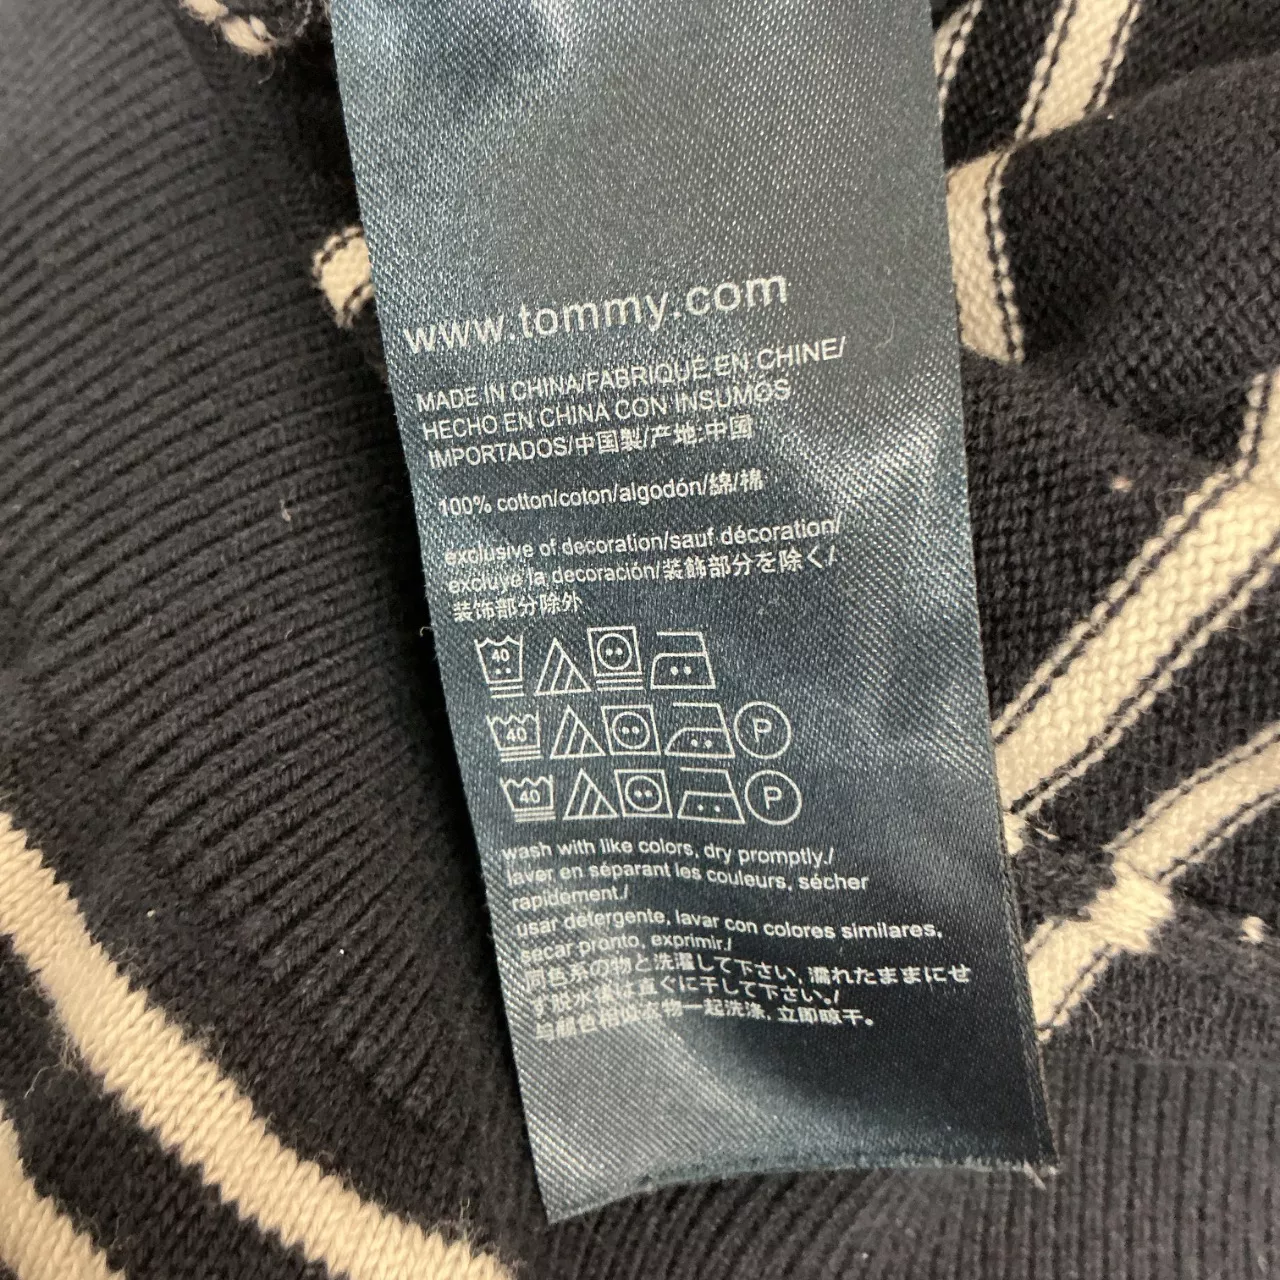 www.tommy.com
MADE IN CHINA/FABRIQUÉ EN CHINE/
HECHO EN CHINA CON INSUMOS
IMPORTADOS/中国製/产地:中国
100% cotton/coton/algodón/綿/棉
exclusive of decoration/sauf décoration/
excluye la decoración/装飾部分を除く/
装饰部分除外
40
40 P
40 P
wash with like colors, dry promptly./
laver en séparant les couleurs, sécher
rapidement./
usar detergente, lavar con colores similares,
secar pronto, exprimir./
同色系の物と洗濯して下さい, 濡れたままにせ
ず脱水後は直ぐに干して下さい./
与颜色相似衣物一起洗涤, 立即晾干。